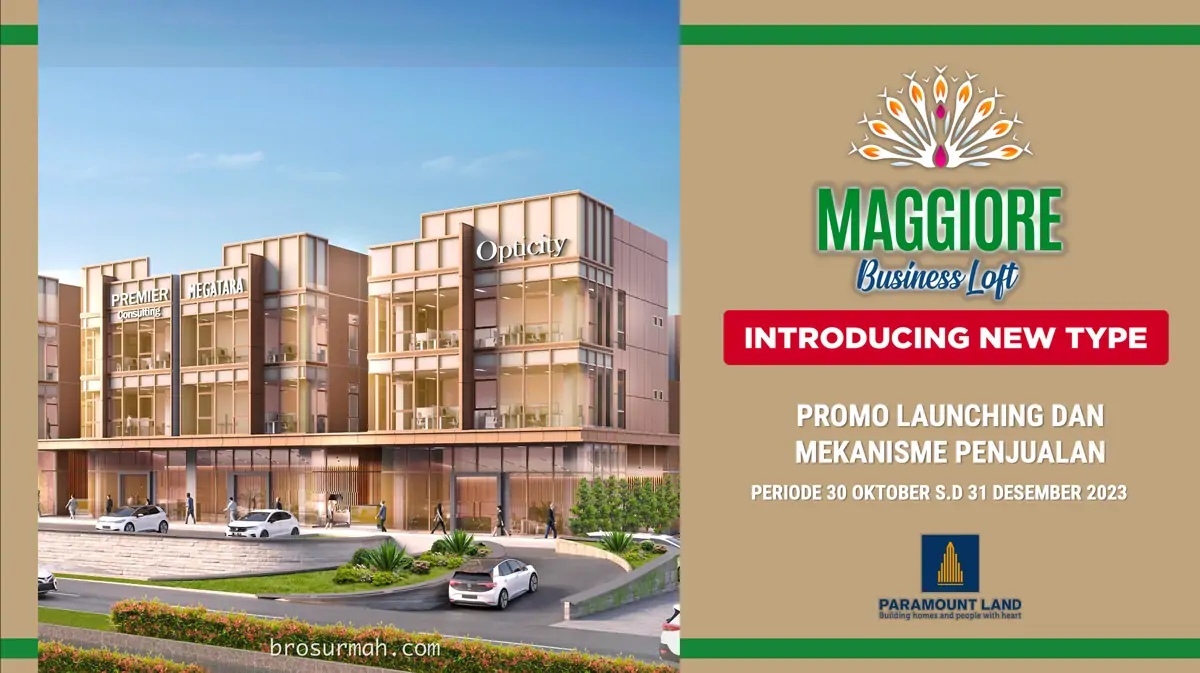 PREMIER
Consulting
MEGATARA
Opticity
brosurmah.com
MAGGIORE
Business Loft
INTRODUCING NEW TYPE
PROMO LAUNCHING DAN
MEKANISME PENJUALAN
PERIODE 30 OKTOBER S.D 31 DESEMBER 2023
PARAMOUNT LAND
Building homes and people with heart